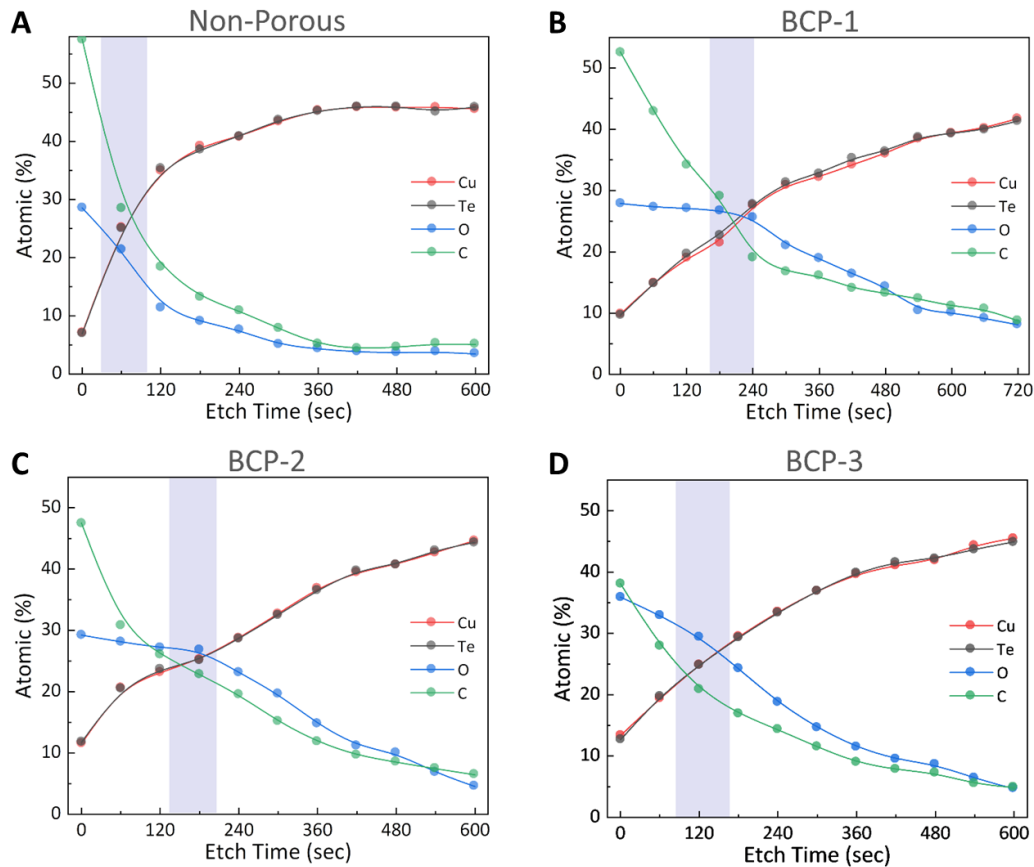 A
Non-Porous
Atomic (%)
50
40
30
20
10
0
Cu
Te
O
C
0 60 120 240 360 480 600
Etch Time (sec)
B
BCP-1
Atomic (%)
50
40
30
20
10
0
Cu
Te
O
C
0 120 240 360 480 600 720
Etch Time (sec)
C
BCP-2
Atomic (%)
50
40
30
20
10
0
Cu
Te
O
C
0 120 240 360 480 600
Etch Time (sec)
D
BCP-3
Atomic (%)
50
40
30
20
10
0
Cu
Te
O
C
0 120 240 360 480 600
Etch Time (sec)